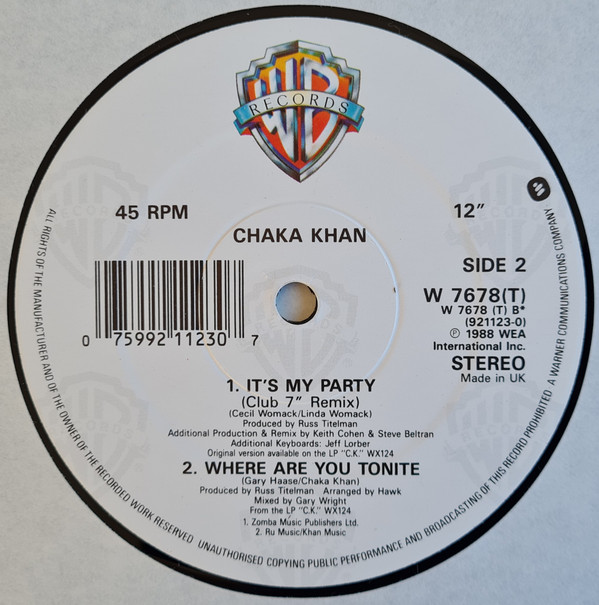 WB
RECORDS
45 RPM
12"
CHAKA KHAN
SIDE 2
W 7678(T)
W 7678 (T) B*
(921123-0)
℗ 1988 WEA
International Inc.
STEREO
Made in UK
0 75992 11230 7
1. IT'S MY PARTY
(Club 7" Remix)
(Cecil Womack/Linda Womack)
Produced by Russ Titelman
Additional Production & Remix by Keith Cohen & Steve Beltran
Additional Keyboards: Jeff Lorber
Original version available on the LP "C.K." WX124
2. WHERE ARE YOU TONITE
(Gary Haase/Chaka Khan)
Produced by Russ Titelman Arranged by Hawk
Mixed by Gary Wright
From the LP "C.K." WX124
1. Zomba Music Publishers Ltd.
2. Ru Music/Khan Music
ALL RIGHTS OF THE MANUFACTURER AND OF THE OWNER OF THE RECORDED WORK RESERVED UNAUTHORISED COPYING PUBLIC PERFORMANCE AND BROADCASTING OF THIS RECORD PROHIBITED A WARNER COMMUNICATIONS COMPANY